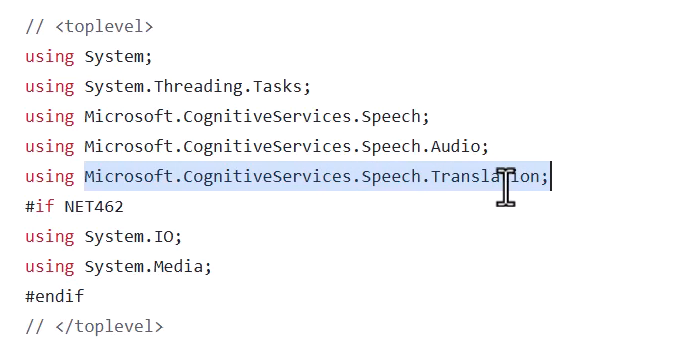 // <toplevel>
using System;
using System.Threading.Tasks;
using Microsoft.CognitiveServices.Speech;
using Microsoft.CognitiveServices.Speech.Audio;
using Microsoft.CognitiveServices.Speech.Translation;
#if NET462
using System.IO;
using System.Media;
#endif
// </toplevel>